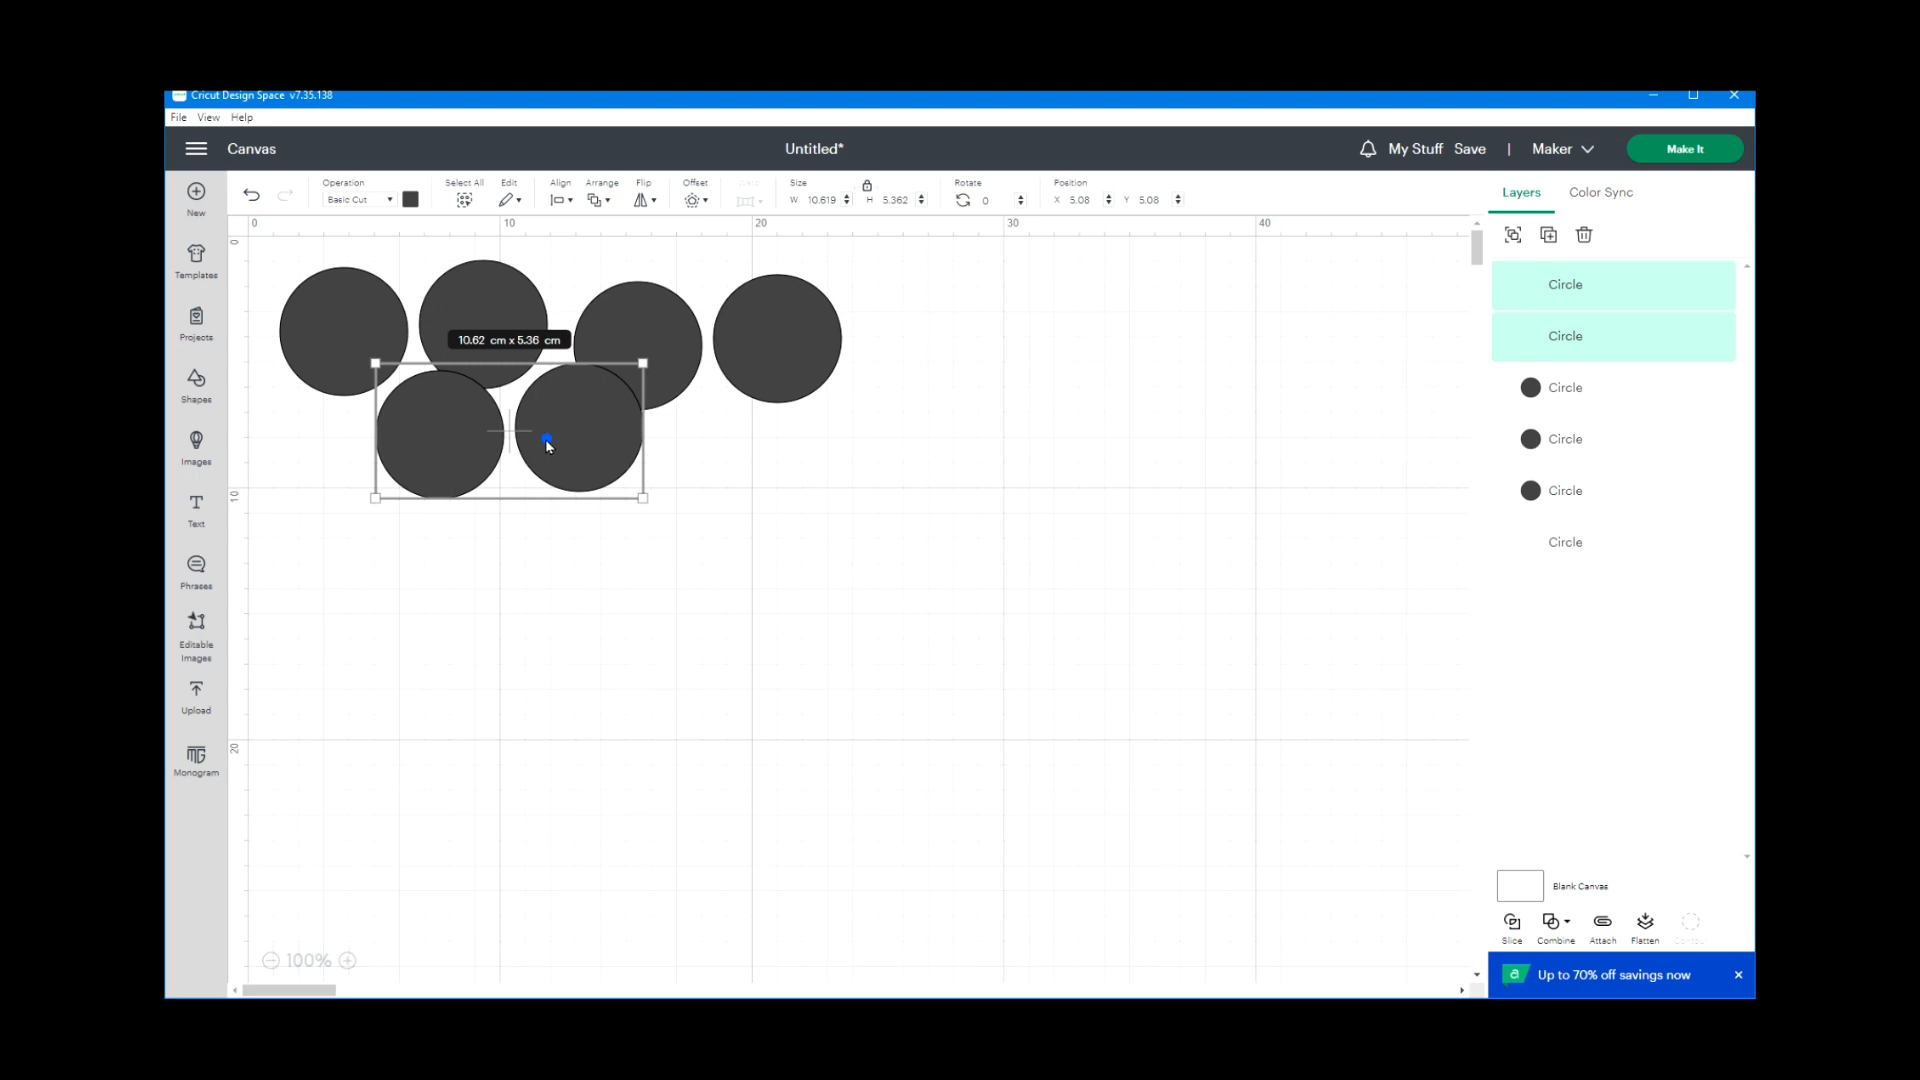 Cricut Design Space v7.35.138
File View Help
Canvas
Untitled*
My Stuff Save | Maker
Make It
Operation
Basic Cut
Select All
Edit
Align
Arrange
Flip
Offset
Size
W 10.619
H 5.362
Rotate
0
Position
X 5.08
Y 5.08
Layers
Color Sync
0 10 20 30 40
0
10
20
New
Templates
Projects
Shapes
Images
Text
Phrases
Editable
Images
Upload
MG
Monogram
10.62 cm x 5.36 cm
Circle
Circle
Circle
Circle
Circle
Circle
100%
Blank Canvas
Slice
Combine
Attach
Flatten
a
Up to 70% off savings now